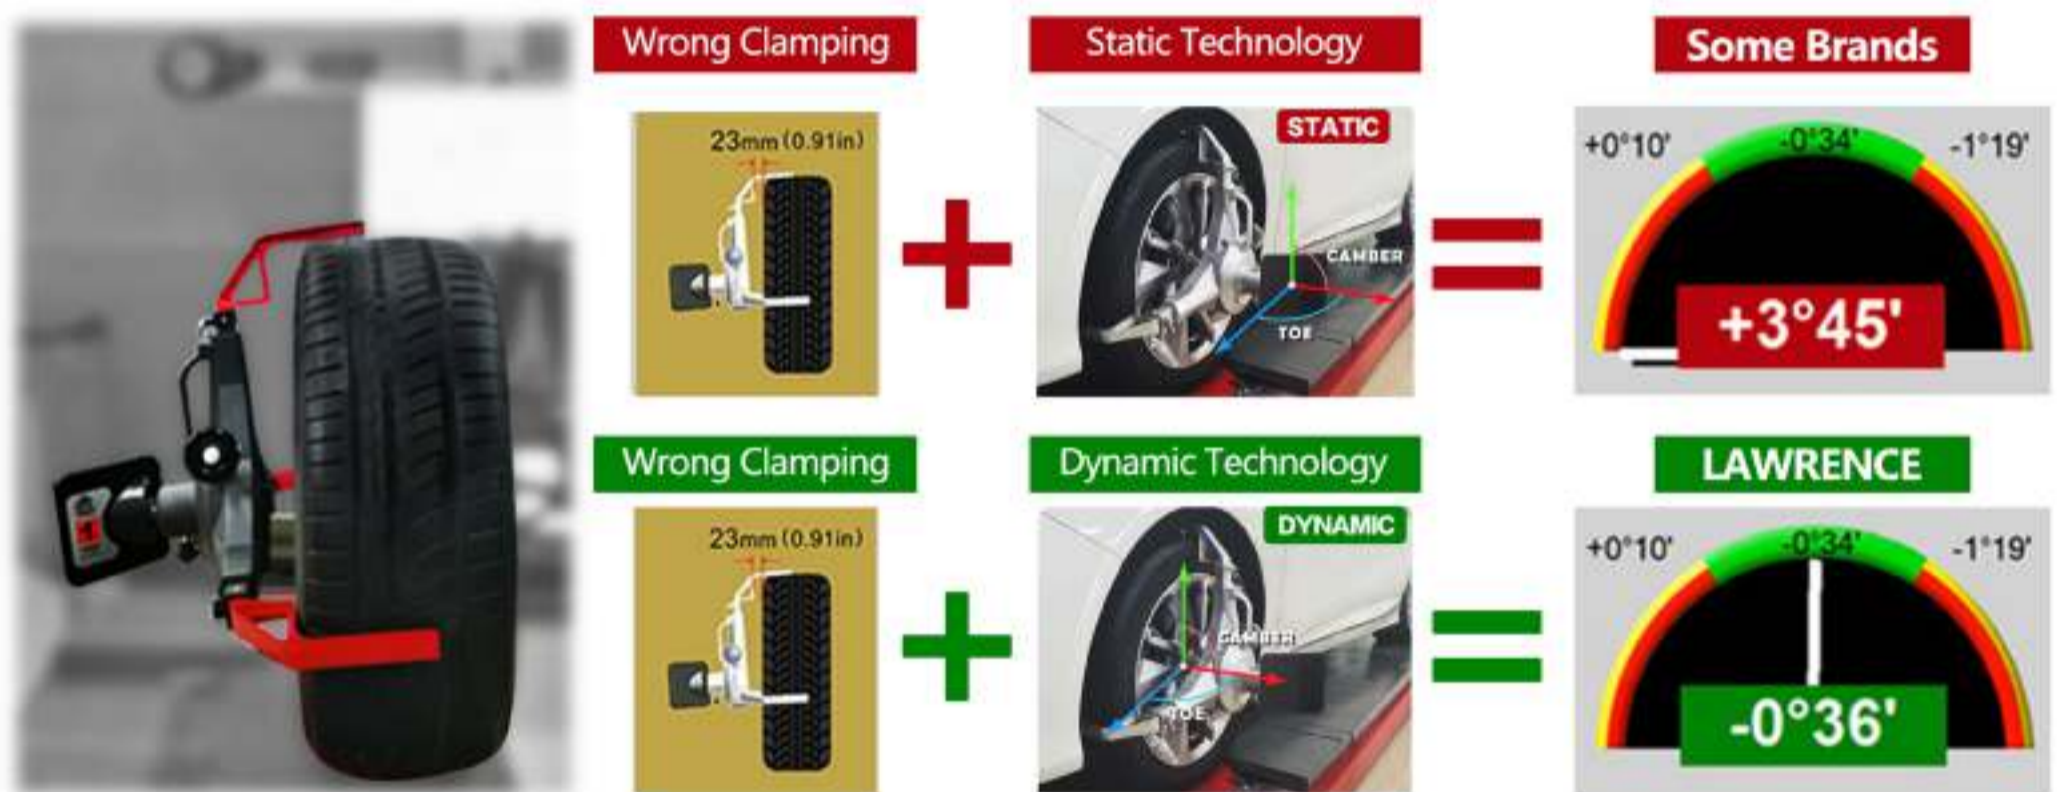 Wrong Clamping
Static Technology
Some Brands
23mm (0.91in)
STATIC
CAMBER
TOE
+0°10'
-0°34'
-1°19'
+3°45'
Wrong Clamping
Dynamic Technology
LAWRENCE
23mm (0.91in)
DYNAMIC
CAMBER
TOE
+0°10'
-0°34'
-1°19'
-0°36'